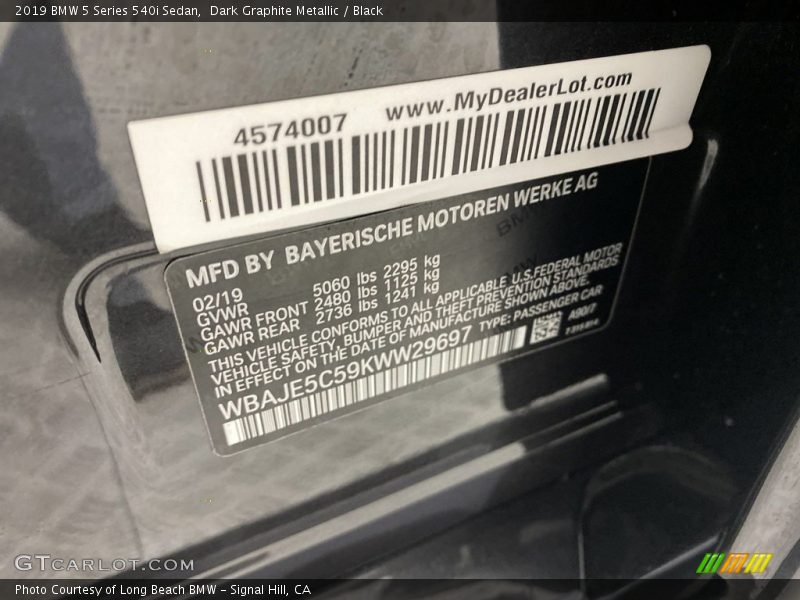 2019 BMW 5 Series 540i Sedan,  Dark Graphite Metallic / Black
4574007 www.MyDealerLot.com
MFD BY BAYERISCHE MOTOREN WERKE AG
02/19
GVWR 5060 lbs 2295 kg
GAWR FRONT 2480 lbs 1125 kg
GAWR REAR 2736 lbs 1241 kg
THIS VEHICLE CONFORMS TO ALL APPLICABLE U.S.FEDERAL MOTOR
VEHICLE SAFETY, BUMPER AND THEFT PREVENTION STANDARDS
IN EFFECT ON THE DATE OF MANUFACTURE SHOWN ABOVE.
WBAJE5C59KWW29697 TYPE: PASSENGER CAR
A90/7
GTCARLOT.COM
Photo Courtesy of Long Beach BMW – Signal Hill, CA